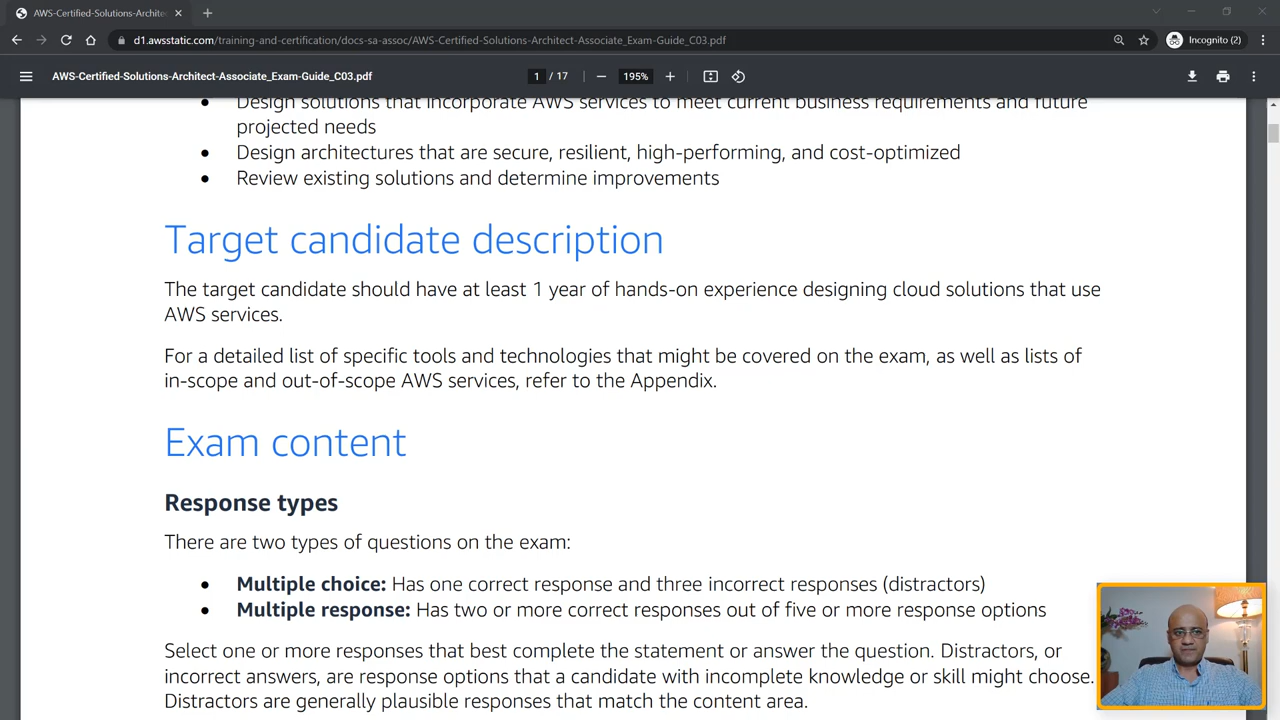 AWS-Certified-Solutions-Archite
d1.awsstatic.com/training-and-certification/docs-sa-assoc/AWS-Certified-Solutions-Architect-Associate_Exam-Guide_C03.pdf
Incognito (2)
AWS-Certified-Solutions-Architect-Associate_Exam-Guide_C03.pdf
1 / 17
195%
Design solutions that incorporate AWS services to meet current business requirements and future
projected needs
• Design architectures that are secure, resilient, high-performing, and cost-optimized
• Review existing solutions and determine improvements
Target candidate description
The target candidate should have at least 1 year of hands-on experience designing cloud solutions that use
AWS services.
For a detailed list of specific tools and technologies that might be covered on the exam, as well as lists of
in-scope and out-of-scope AWS services, refer to the Appendix.
Exam content
Response types
There are two types of questions on the exam:
• Multiple choice: Has one correct response and three incorrect responses (distractors)
• Multiple response: Has two or more correct responses out of five or more response options
Select one or more responses that best complete the statement or answer the question. Distractors, or
incorrect answers, are response options that a candidate with incomplete knowledge or skill might choose.
Distractors are generally plausible responses that match the content area.